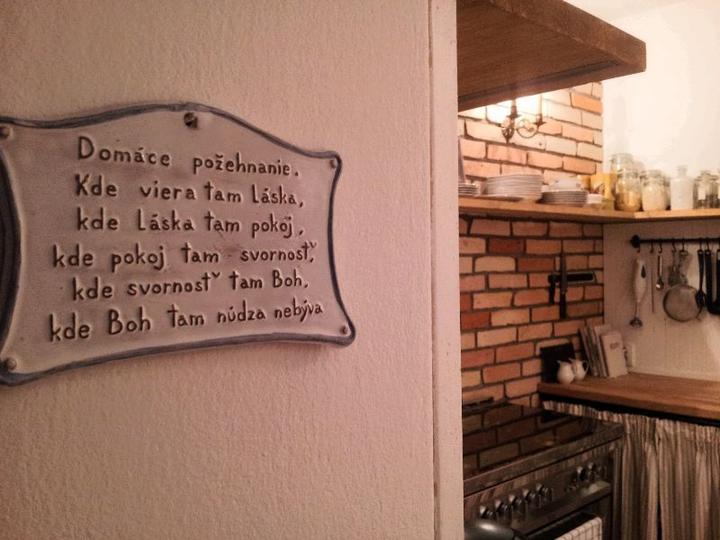 Domáce požehnanie.
Kde viera tam Láska,
kde Láska tam pokoj,
kde pokoj tam svornosť,
kde svornosť tam Boh,
kde Boh tam núdza nebýva